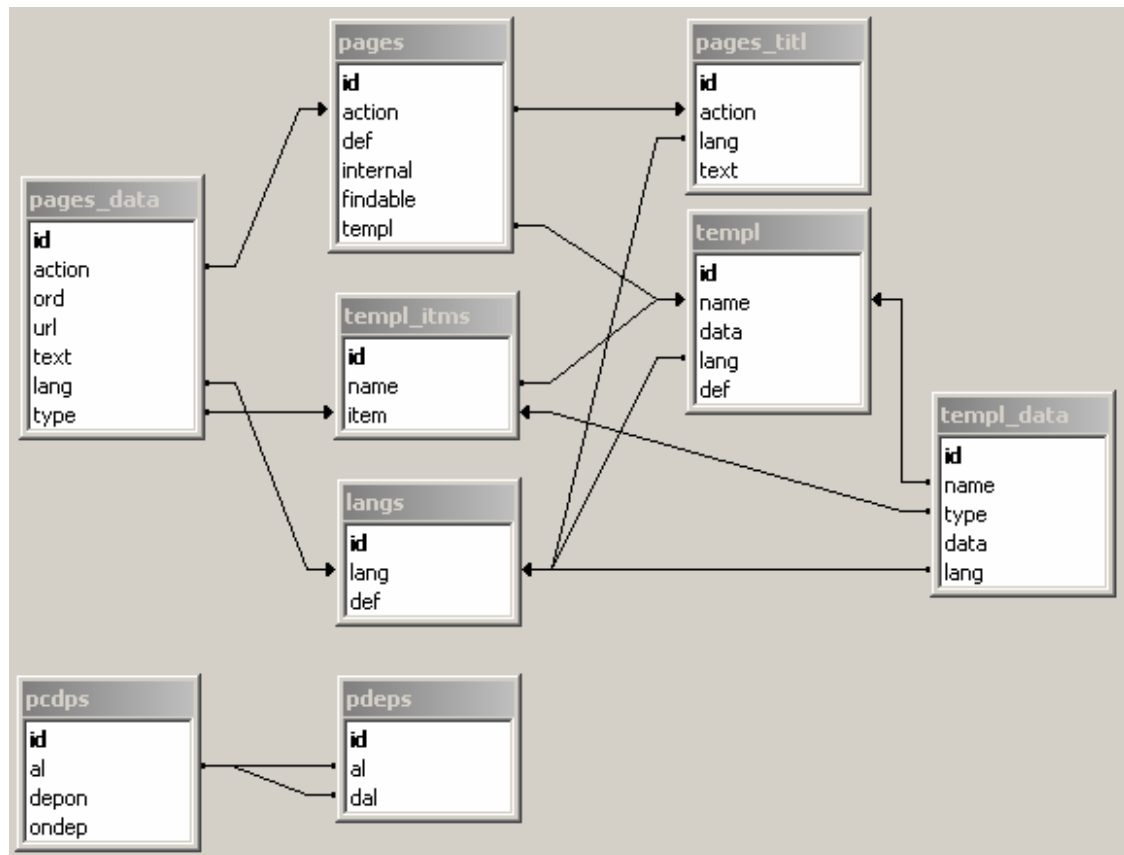 pages
id
action
def
internal
findable
templ
pages_titl
id
action
lang
text
pages_data
id
action
ord
url
text
lang
type
templ_itms
id
name
item
templ
id
name
data
lang
def
templ_data
id
name
type
data
lang
langs
id
lang
def
pcdps
id
al
depon
ondep
pdeps
id
al
dal